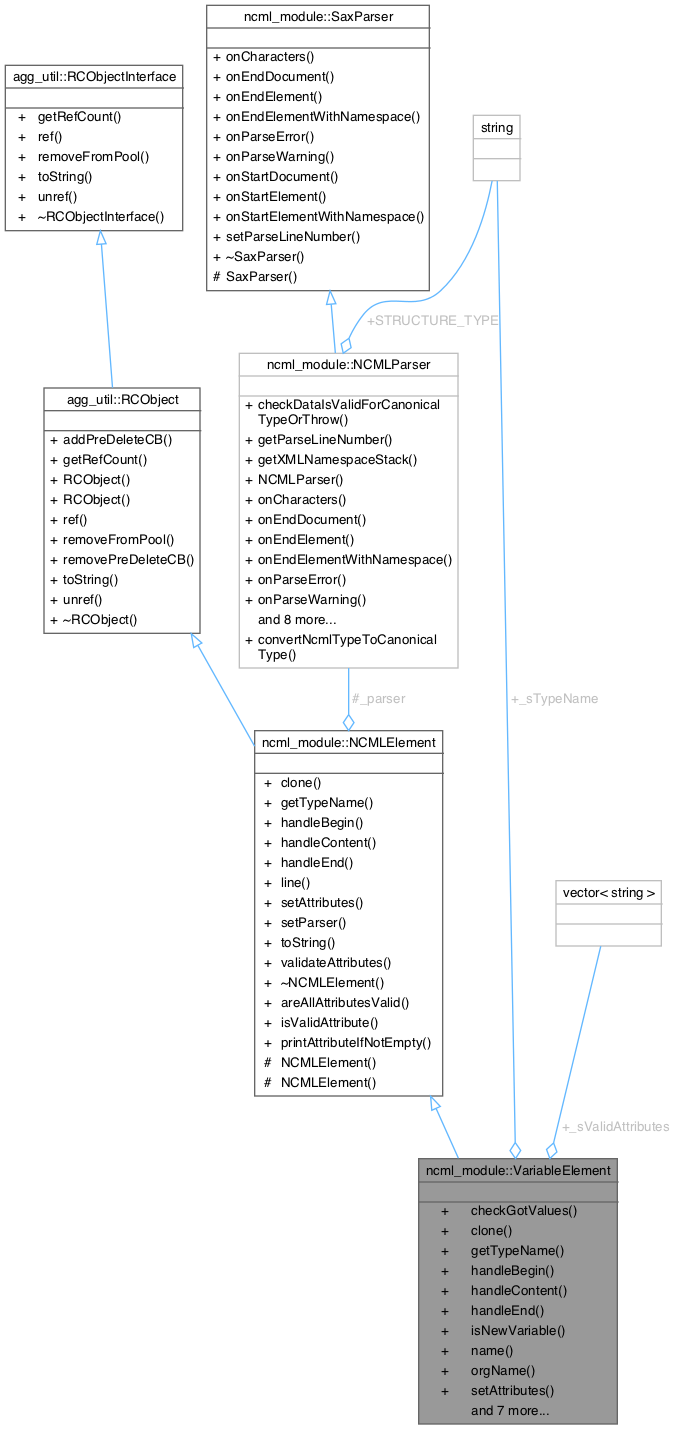 ncml_module::SaxParser
+ onCharacters()
+ onEndDocument()
+ onEndElement()
+ onEndElementWithNamespace()
+ onParseError()
+ onParseWarning()
+ onStartDocument()
+ onStartElement()
+ onStartElementWithNamespace()
+ setParseLineNumber()
+ ~SaxParser()
# SaxParser()
agg_util::RCObjectInterface
+ getRefCount()
+ ref()
+ removeFromPool()
+ toString()
+ unref()
+ ~RCObjectInterface()
string
+STRUCTURE_TYPE
ncml_module::NCMLParser
+ checkDataIsValidForCanonical
TypeOrThrow()
+ getParseLineNumber()
+ getXMLNamespaceStack()
+ NCMLParser()
+ onCharacters()
+ onEndDocument()
+ onEndElement()
+ onEndElementWithNamespace()
+ onParseError()
+ onParseWarning()
and 8 more...
+ convertNcmlTypeToCanonical
Type()
agg_util::RCObject
+ addPreDeleteCB()
+ getRefCount()
+ RCObject()
+ RCObject()
+ ref()
+ removeFromPool()
+ removePreDeleteCB()
+ toString()
+ unref()
+ ~RCObject()
#_parser
+_sTypeName
ncml_module::NCMLElement
+ clone()
+ getTypeName()
+ handleBegin()
+ handleContent()
+ handleEnd()
+ line()
+ setAttributes()
+ setParser()
+ toString()
+ validateAttributes()
+ ~NCMLElement()
+ areAllAttributesValid()
+ isValidAttribute()
+ printAttributeIfNotEmpty()
# NCMLElement()
# NCMLElement()
vector< string >
+_sValidAttributes
ncml_module::VariableElement
+ checkGotValues()
+ clone()
+ getTypeName()
+ handleBegin()
+ handleContent()
+ handleEnd()
+ isNewVariable()
+ name()
+ orgName()
+ setAttributes()
and 7 more...